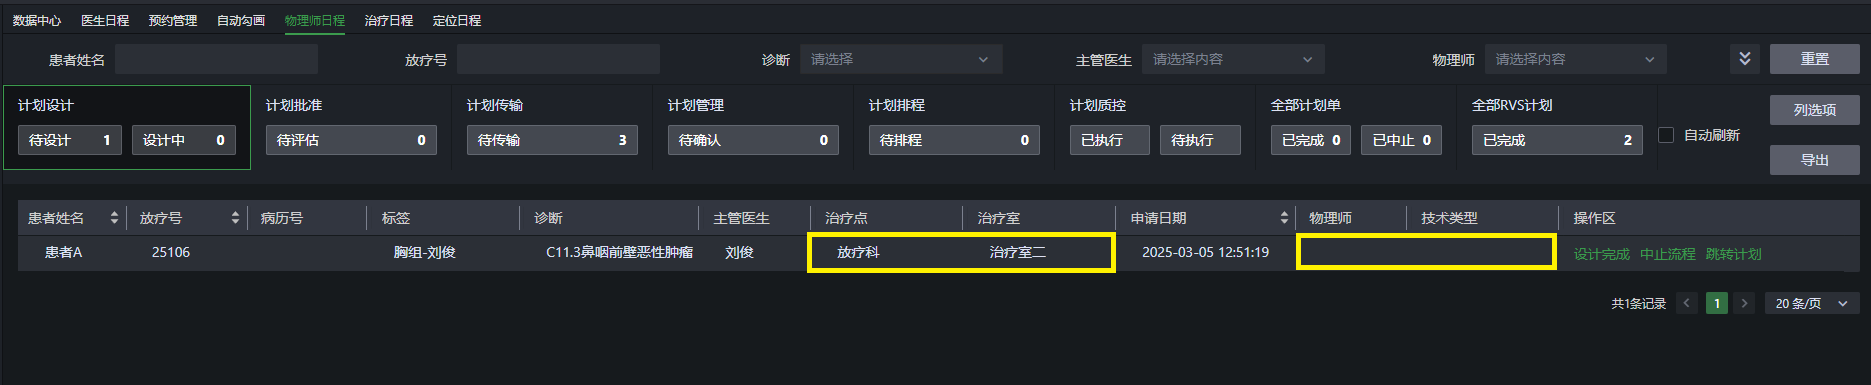 数据中心 医生日程 预约管理 自动勾画 物理师日程 治疗日程 定位日程
患者姓名 放疗号 诊断 请选择 主管医生 请选择内容 物理师 请选择内容 重置
计划设计 计划批准 计划传输 计划管理 计划排程 计划质控 全部计划单 全部RVS计划
列选项
待设计 1 设计中 0 待评估 0 待传输 3 待确认 0 待排程 0 已执行 待执行 已完成 0 已中止 0 已完成 2 自动刷新
导出
患者姓名 放疗号 病历号 标签 诊断 主管医生 治疗点 治疗室 申请日期 物理师 技术类型 操作区
患者A 25106 胸组-刘俊 C11.3鼻咽前壁恶性肿瘤 刘俊 放疗科 治疗室二 2025-03-05 12:51:19 设计完成 中止流程 跳转计划
共1条记录 1 20 条/页